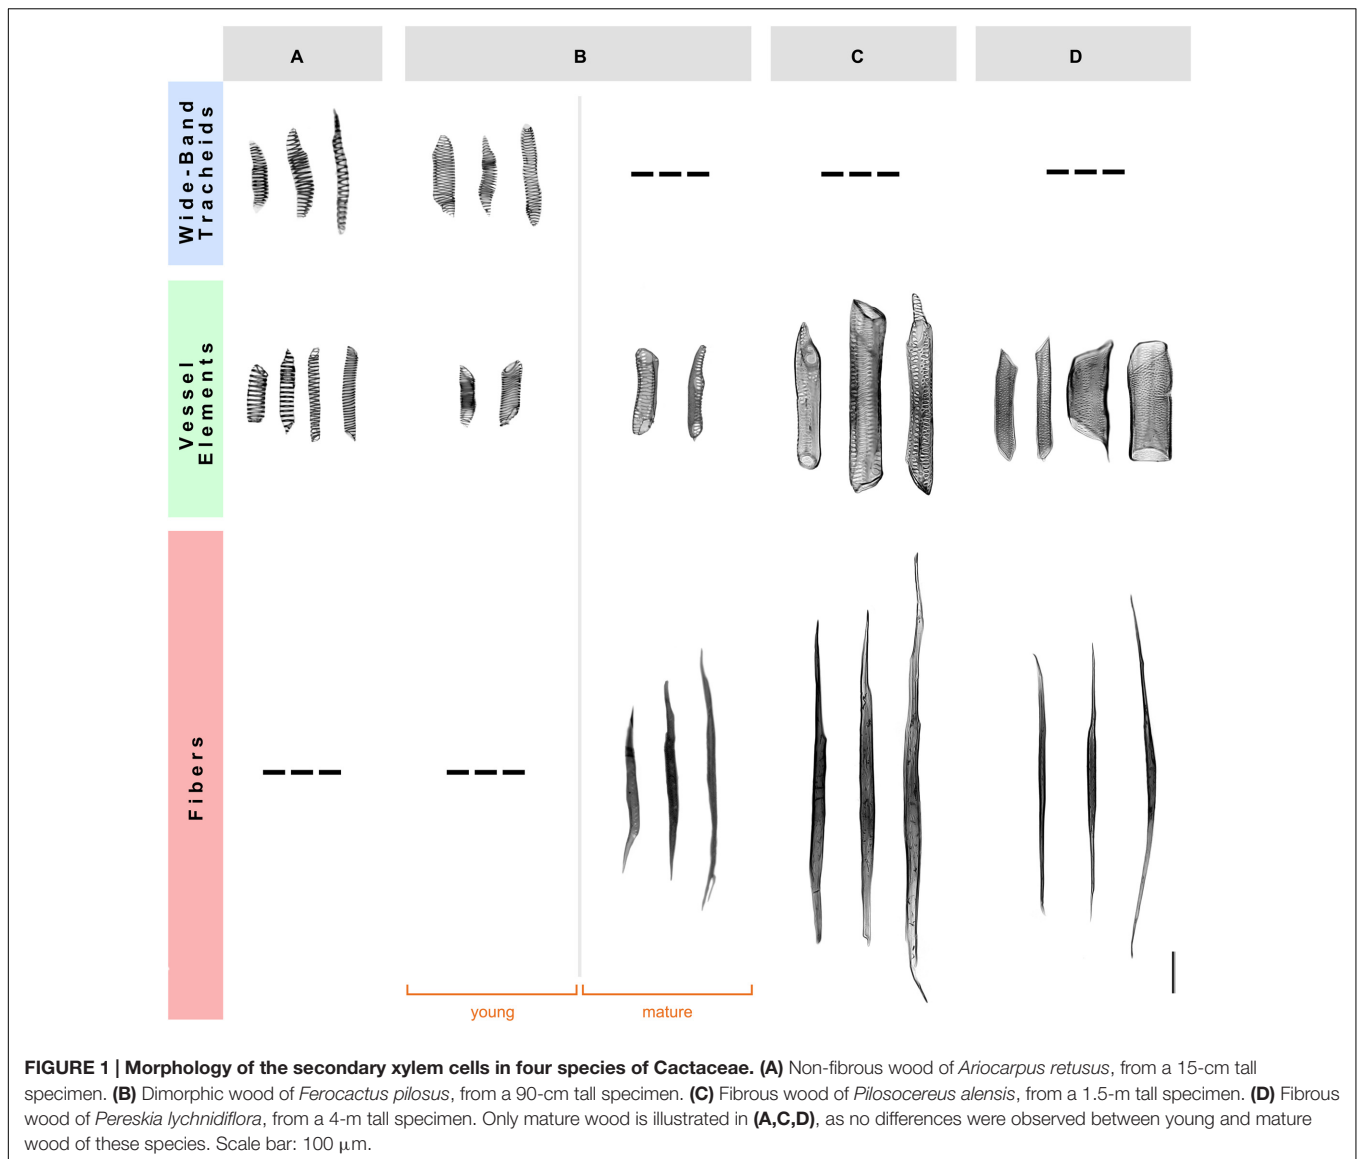 A
B
C
D
Wide-Band
Tracheids
Vessel
Elements
Fibers
young
mature
FIGURE 1 | Morphology of the secondary xylem cells in four species of Cactaceae. (A) Non-fibrous wood of Ariocarpus retusus, from a 15-cm tall
specimen. (B) Dimorphic wood of Ferocactus pilosus, from a 90-cm tall specimen. (C) Fibrous wood of Pilosocereus alensis, from a 1.5-m tall specimen. (D) Fibrous
wood of Pereskia lychnidiflora, from a 4-m tall specimen. Only mature wood is illustrated in (A,C,D), as no differences were observed between young and mature
wood of these species. Scale bar: 100 μm.